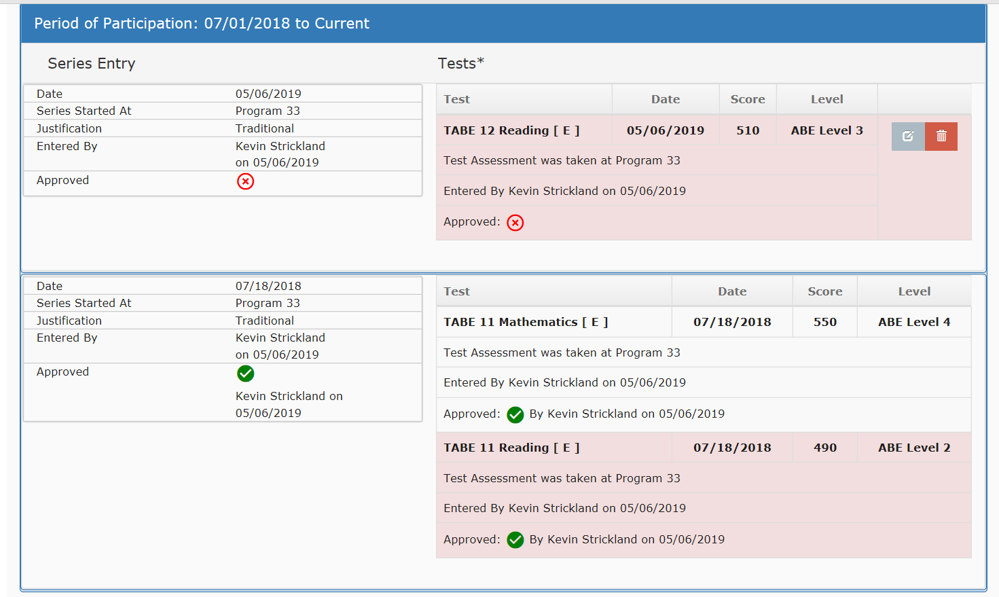 Period of Participation: 07/01/2018 to Current
Series Entry
Tests*
Date 05/06/2019
Series Started At Program 33
Justification Traditional
Entered By Kevin Strickland
on 05/06/2019
Approved
Test Date Score Level
TABE 12 Reading [ E ] 05/06/2019 510 ABE Level 3
Test Assessment was taken at Program 33
Entered By Kevin Strickland on 05/06/2019
Approved:
Date 07/18/2018
Series Started At Program 33
Justification Traditional
Entered By Kevin Strickland
on 05/06/2019
Approved
Kevin Strickland on
05/06/2019
Test Date Score Level
TABE 11 Mathematics [ E ] 07/18/2018 550 ABE Level 4
Test Assessment was taken at Program 33
Entered By Kevin Strickland on 05/06/2019
Approved: By Kevin Strickland on 05/06/2019
TABE 11 Reading [ E ] 07/18/2018 490 ABE Level 2
Test Assessment was taken at Program 33
Entered By Kevin Strickland on 05/06/2019
Approved: By Kevin Strickland on 05/06/2019